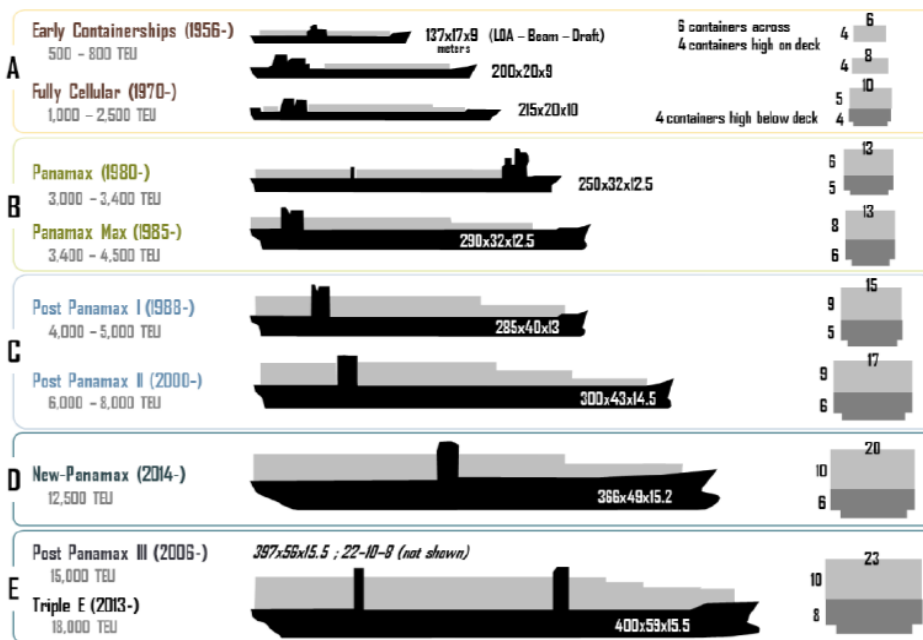 A
Early Containerships (1956-)
500 – 800 TEU
137x17x9 (LOA – Beam – Draft)
meters
200x20x9
Fully Cellular (1970-)
1,000 – 2,500 TEU
215x20x10
6 containers across
4 containers high on deck
4 containers high below deck
6
4
8
4
10
5
4
B
Panamax (1980-)
3,000 – 3,400 TEU
250x32x12.5
13
6
5
Panamax Max (1985-)
3,400 – 4,500 TEU
290x32x12.5
13
8
6
C
Post Panamax I (1988-)
4,000 – 5,000 TEU
285x40x13
15
9
5
Post Panamax II (2000-)
6,000 – 8,000 TEU
300x43x14.5
17
9
6
D
New-Panamax (2014-)
12,500 TEU
366x49x15.2
20
10
6
E
Post Panamax III (2006-)
15,000 TEU
397x56x15.5 ; 22–10–8 (not shown)
Triple E (2013-)
18,000 TEU
400x59x15.5
23
10
8